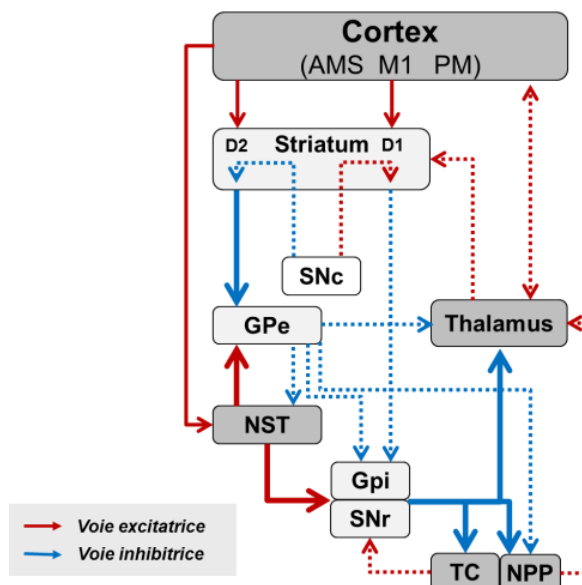 Cortex
(AMS M1 PM)
D2 Striatum D1
SNc
GPe
Thalamus
NST
Gpi
SNr
Voie excitatrice
Voie inhibitrice
TC NPP